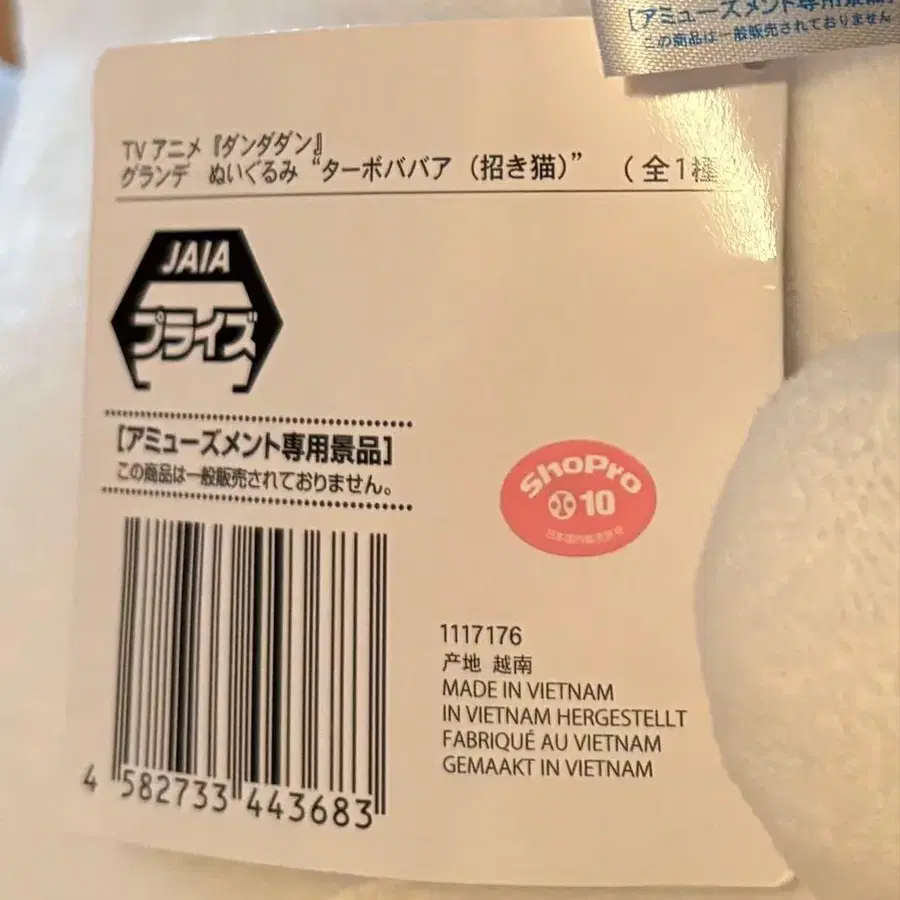 [アミューズメント専用景品]
この商品は一般販売されておりません
TV アニメ『ダンダダン』
グランデ ぬいぐるみ “ターボババア（招き猫）” （全1種
JAIA
プライズ
[アミューズメント専用景品]
この商品は一般販売されておりません。
ShoPro
10
4 582733 443683
1117176
产地 越南
MADE IN VIETNAM
IN VIETNAM HERGESTELLT
FABRIQUÉ AU VIETNAM
GEMAAKT IN VIETNAM